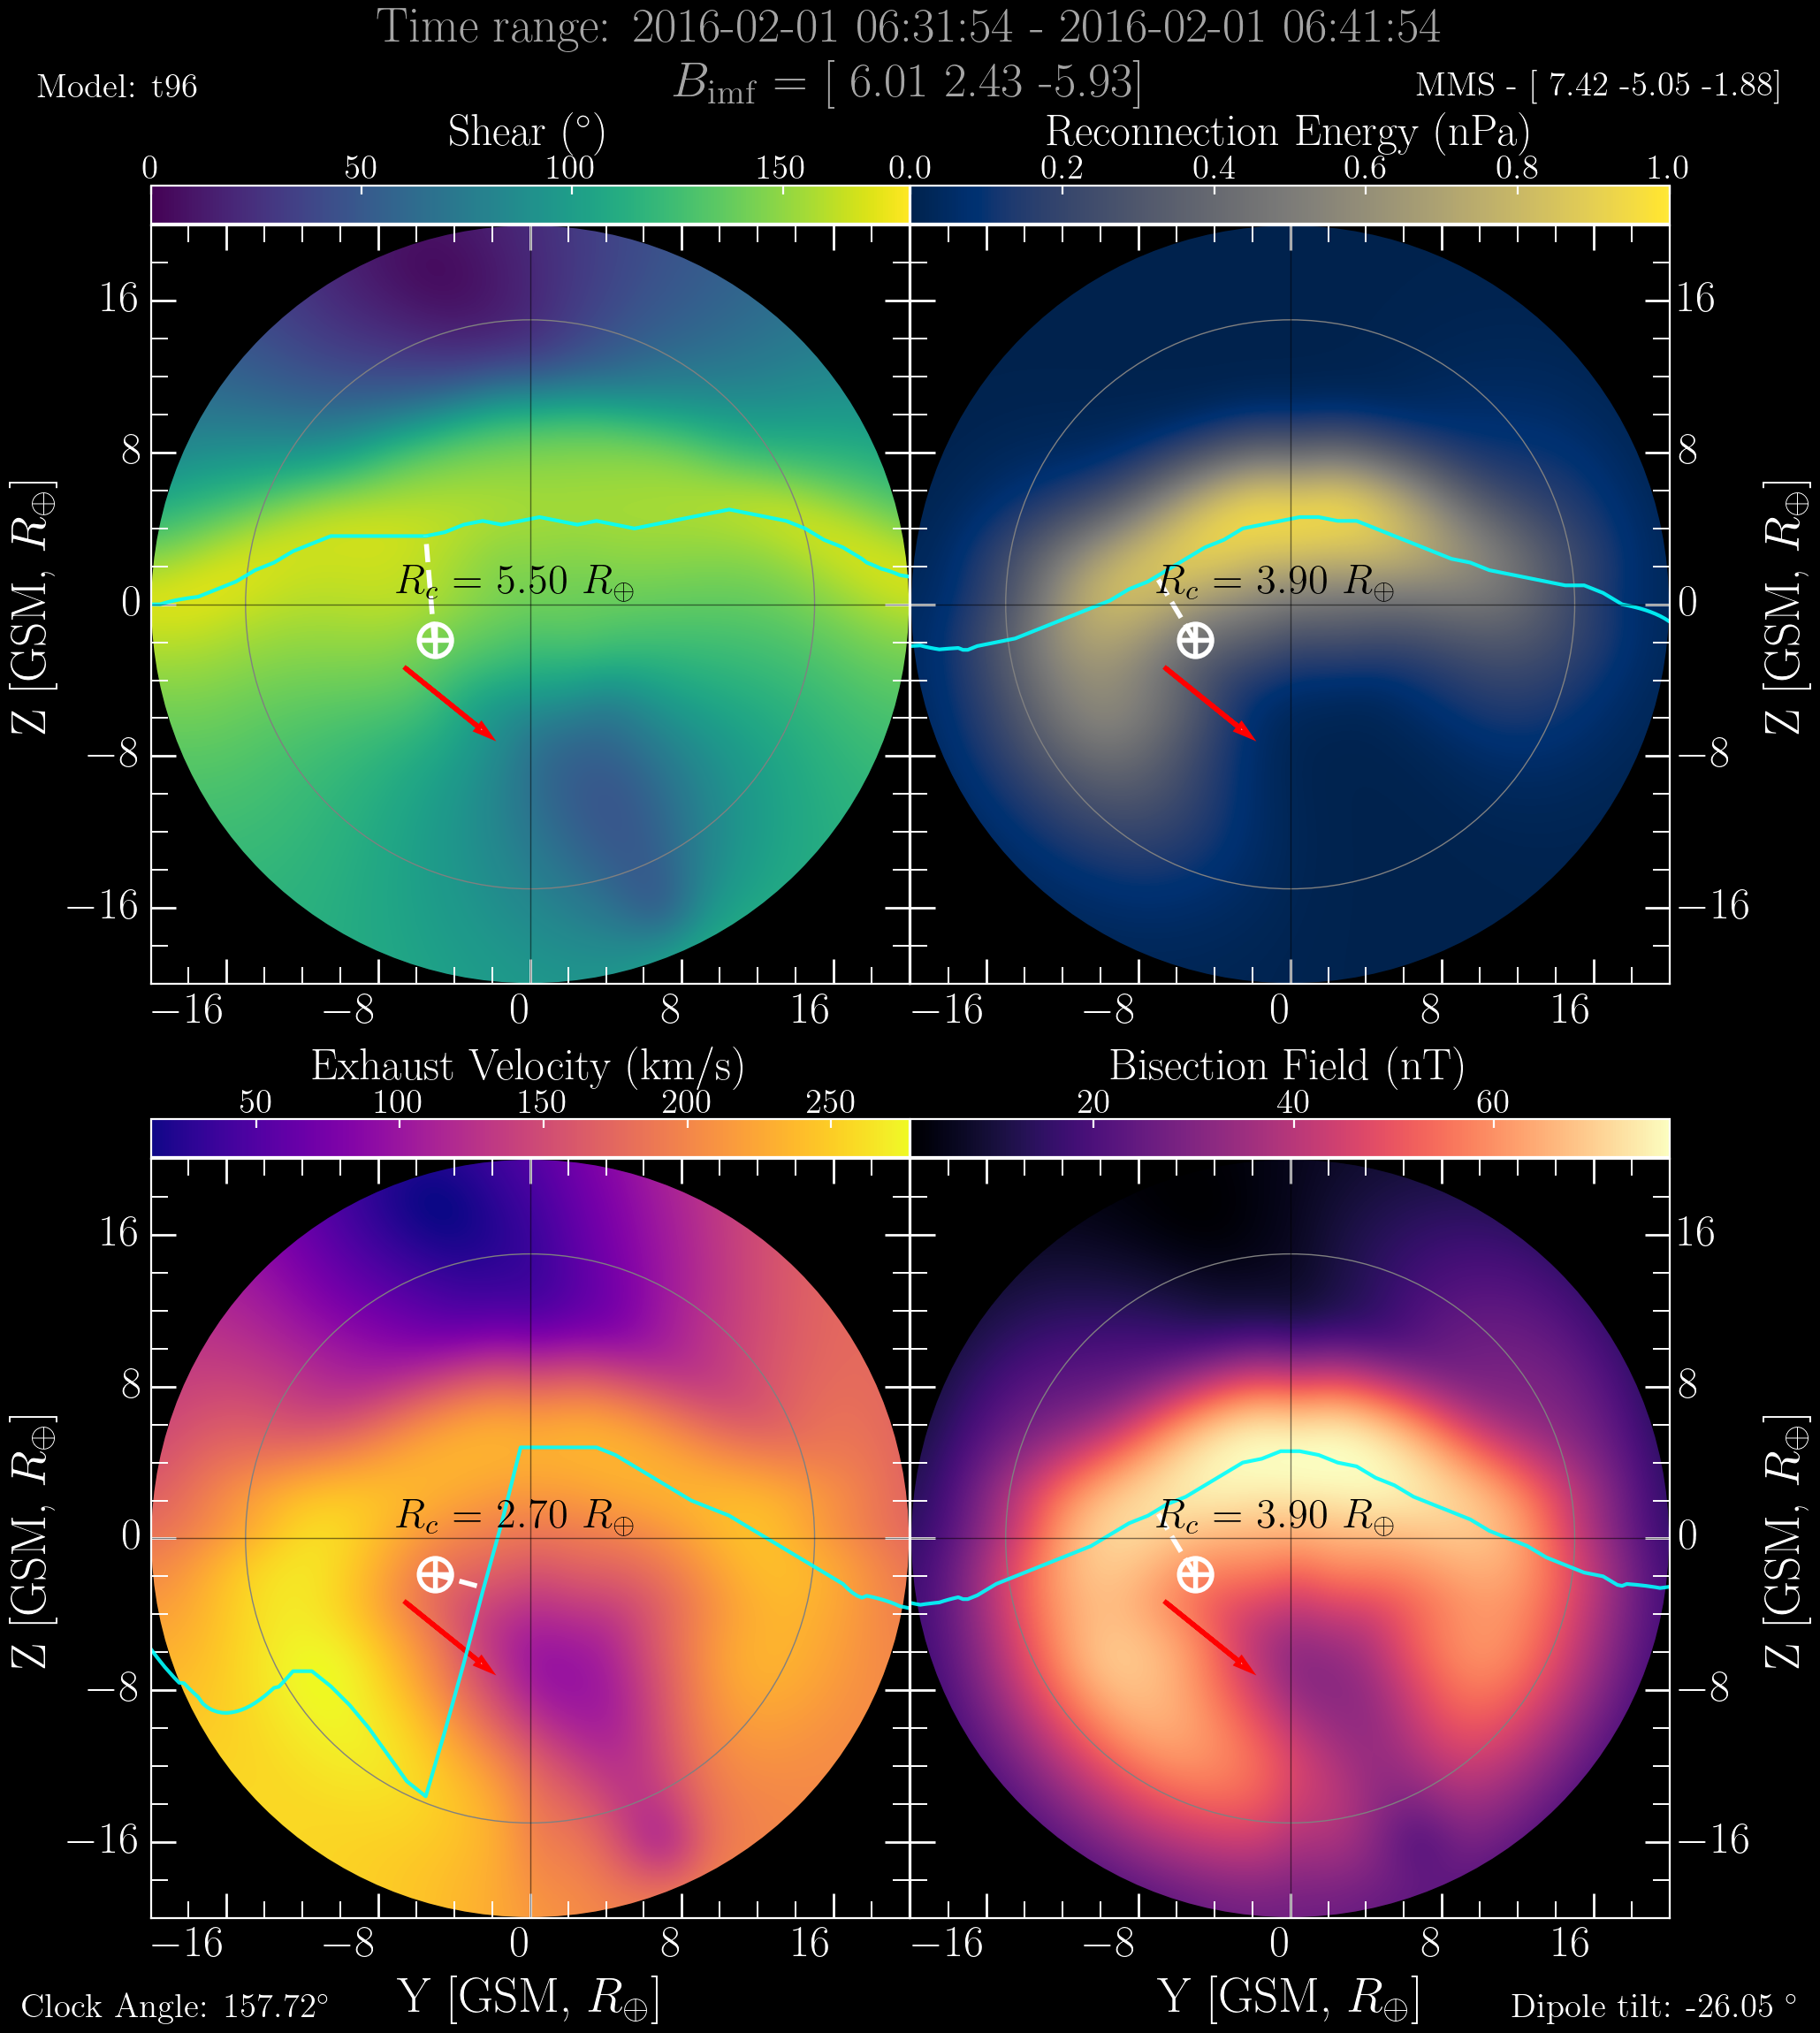 Time range: 2016-02-01 06:31:54 - 2016-02-01 06:41:54
Model: t96
B_imf = [ 6.01 2.43 -5.93]
MMS - [ 7.42 -5.05 -1.88]
Shear (°)
Reconnection Energy (nPa)
0 50 100 150 0.0 0.2 0.4 0.6 0.8 1.0
16 16
8 8
Z [GSM, R⊕]
R_c = 5.50 R⊕
R_c = 3.90 R⊕
Z [GSM, R⊕]
0 0
−8 −8
−16 −16
−16 −8 0 8 16 −16 −8 0 8 16
Exhaust Velocity (km/s)
Bisection Field (nT)
50 100 150 200 250 20 40 60
16 16
8 8
Z [GSM, R⊕]
R_c = 2.70 R⊕
R_c = 3.90 R⊕
Z [GSM, R⊕]
0 0
−8 −8
−16 −16
−16 −8 0 8 16 −16 −8 0 8 16
Y [GSM, R⊕]
Y [GSM, R⊕]
Clock Angle: 157.72°
Dipole tilt: -26.05 °